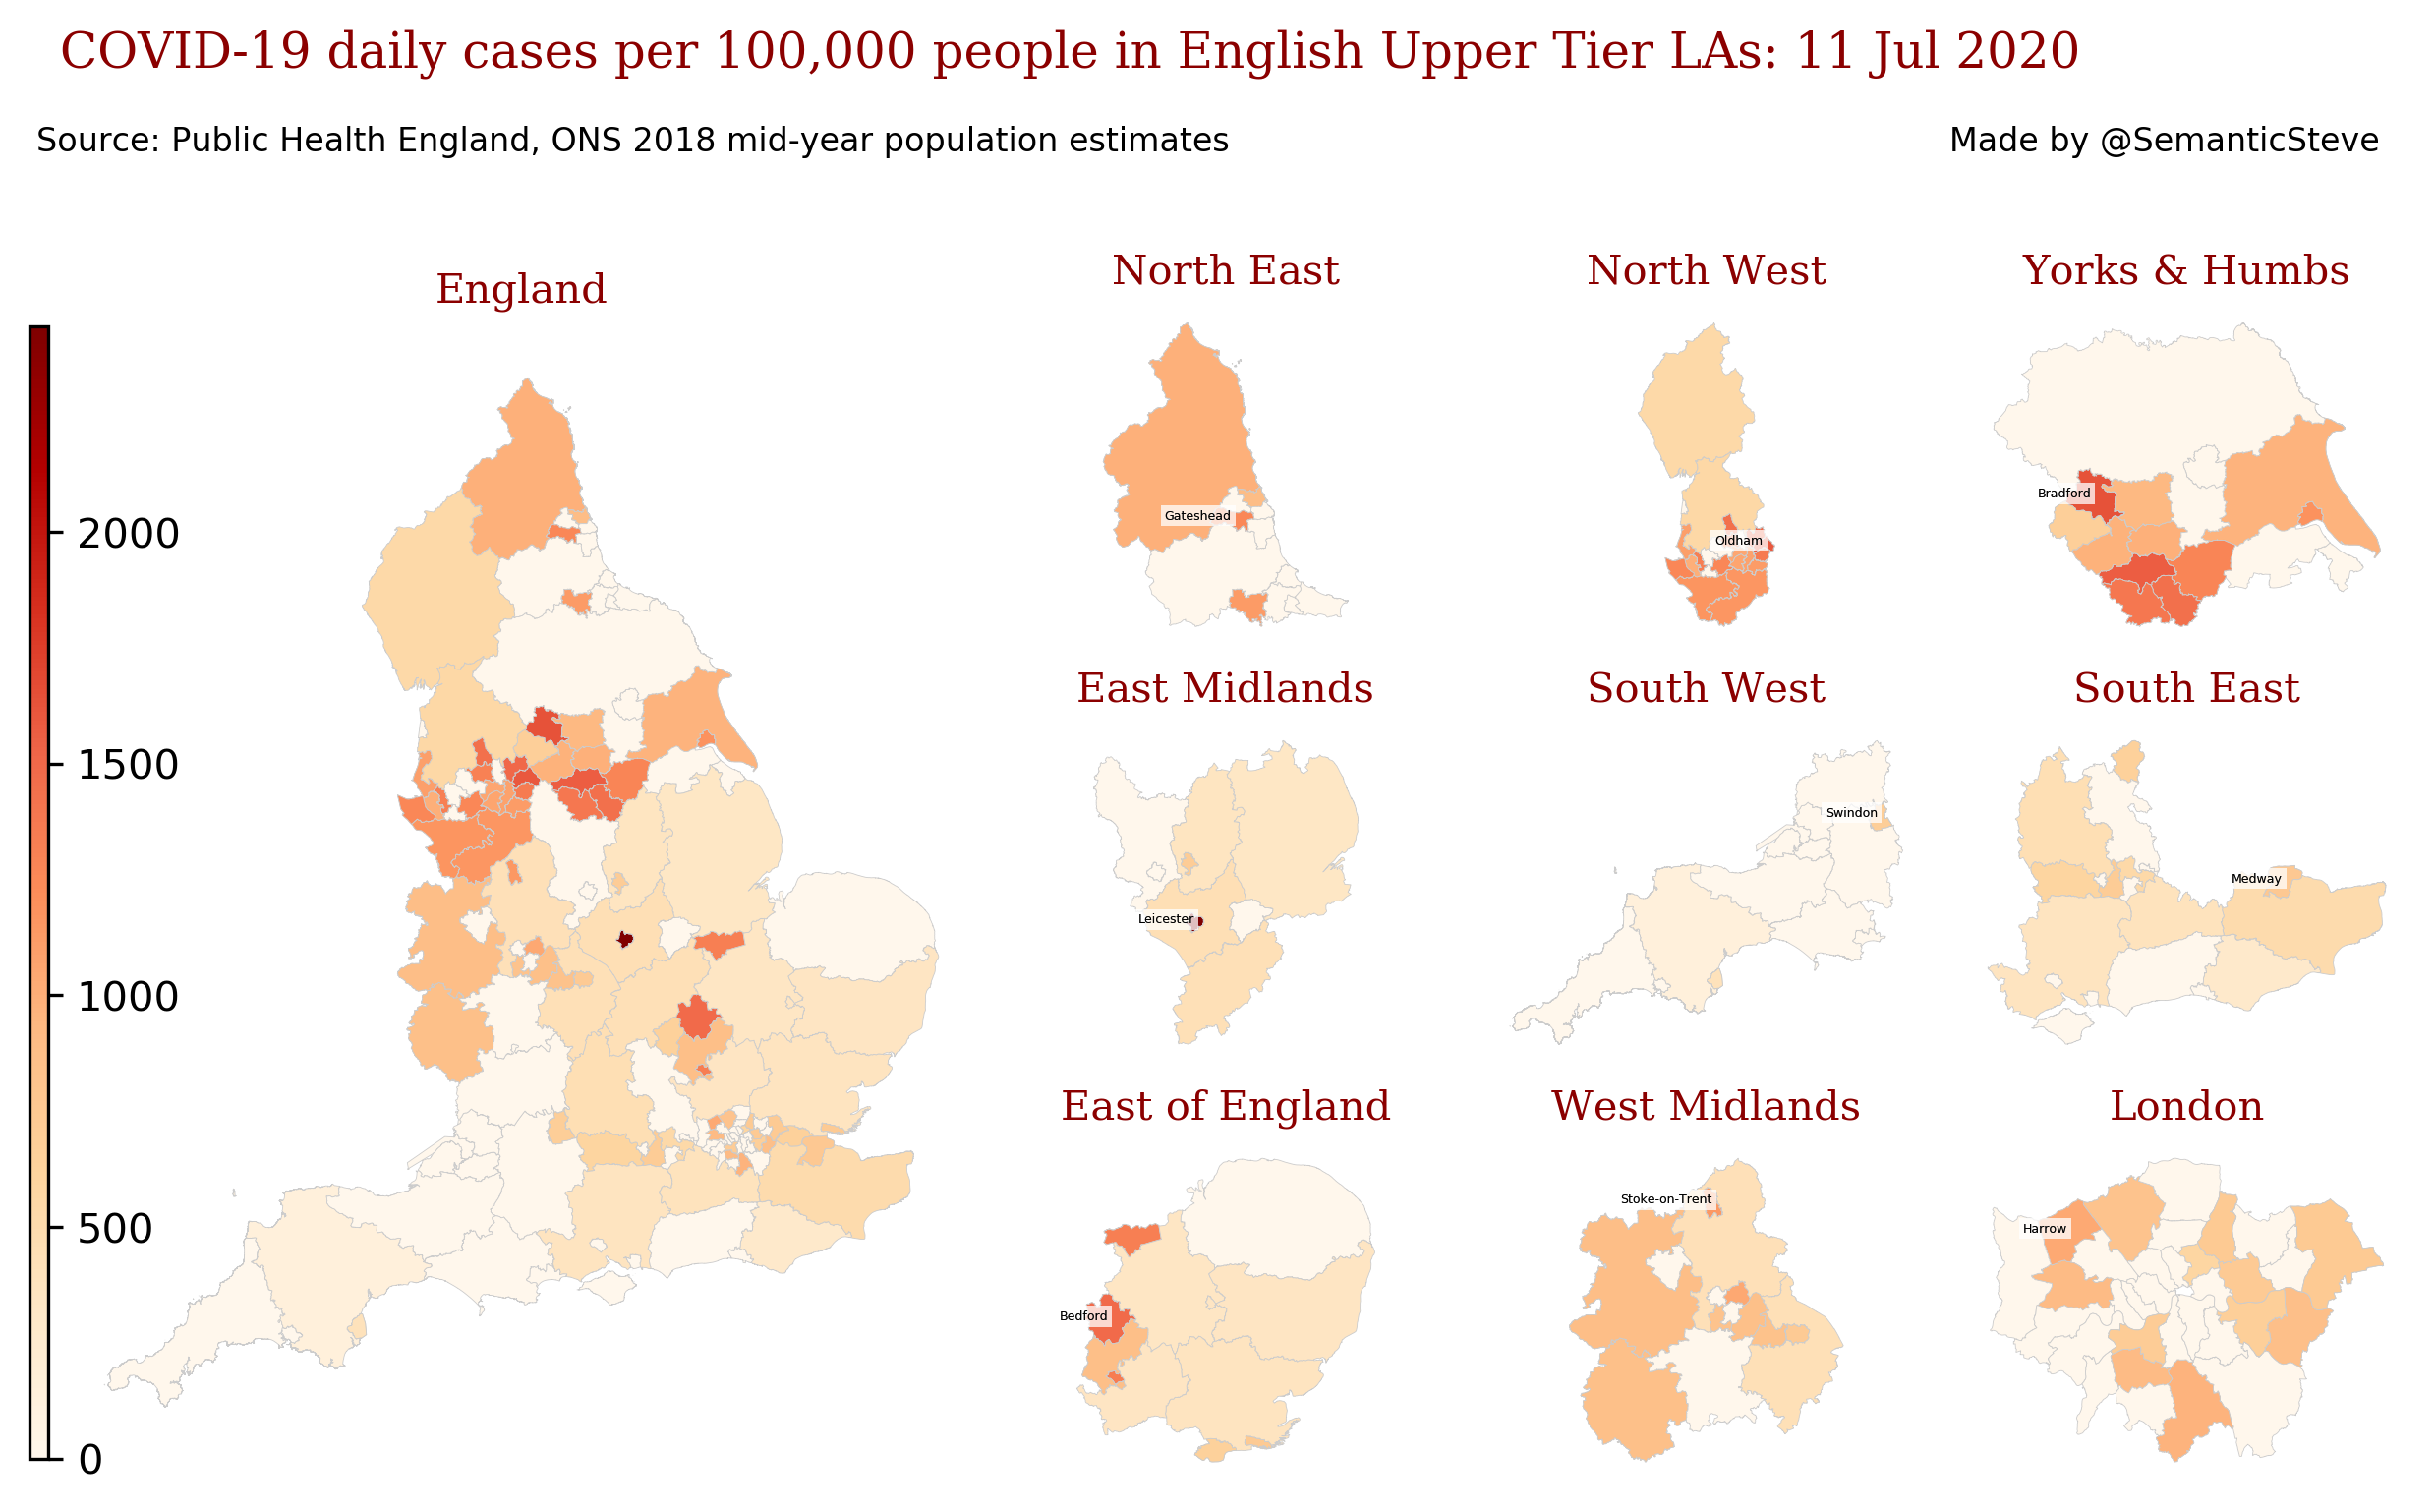 COVID-19 daily cases per 100,000 people in English Upper Tier LAs: 11 Jul 2020
Source: Public Health England, ONS 2018 mid-year population estimates
Made by @SemanticSteve
England
2000
1500
1000
500
0
North East
Gateshead
North West
Oldham
Yorks & Humbs
Bradford
East Midlands
Leicester
South West
Swindon
South East
Medway
East of England
Bedford
West Midlands
Stoke-on-Trent
London
Harrow